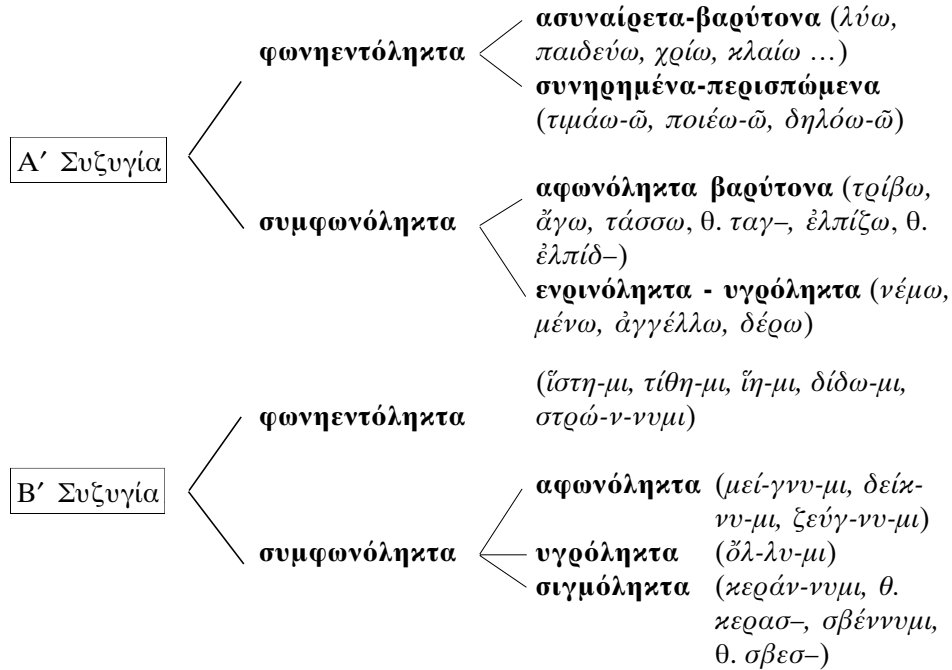 Α′ Συζυγία
φωνηεντόληκτα
ασυναίρετα-βαρύτονα (λύω,
παιδεύω, χρίω, κλαίω …)
συνηρημένα-περισπώμενα
(τιμάω-ῶ, ποιέω-ῶ, δηλόω-ῶ)
συμφωνόληκτα
αφωνόληκτα βαρύτονα (τρίβω,
ἄγω, τάσσω, θ. ταγ–, ἐλπίζω, θ.
ἐλπίδ–)
ενρινόληκτα - υγρόληκτα (νέμω,
μένω, ἀγγέλλω, δέρω)
Β′ Συζυγία
φωνηεντόληκτα
(ἵστη-μι, τίθη-μι, ἵη-μι, δίδω-μι,
στρώ-ν-νυμι)
συμφωνόληκτα
αφωνόληκτα (μεί-γνυ-μι, δείκ-
νυ-μι, ζεύγ-νυ-μι)
υγρόληκτα (ὄλ-λυ-μι)
σιγμόληκτα (κεράν-νυμι, θ.
κερασ–, σβέννυμι,
θ. σβεσ–)